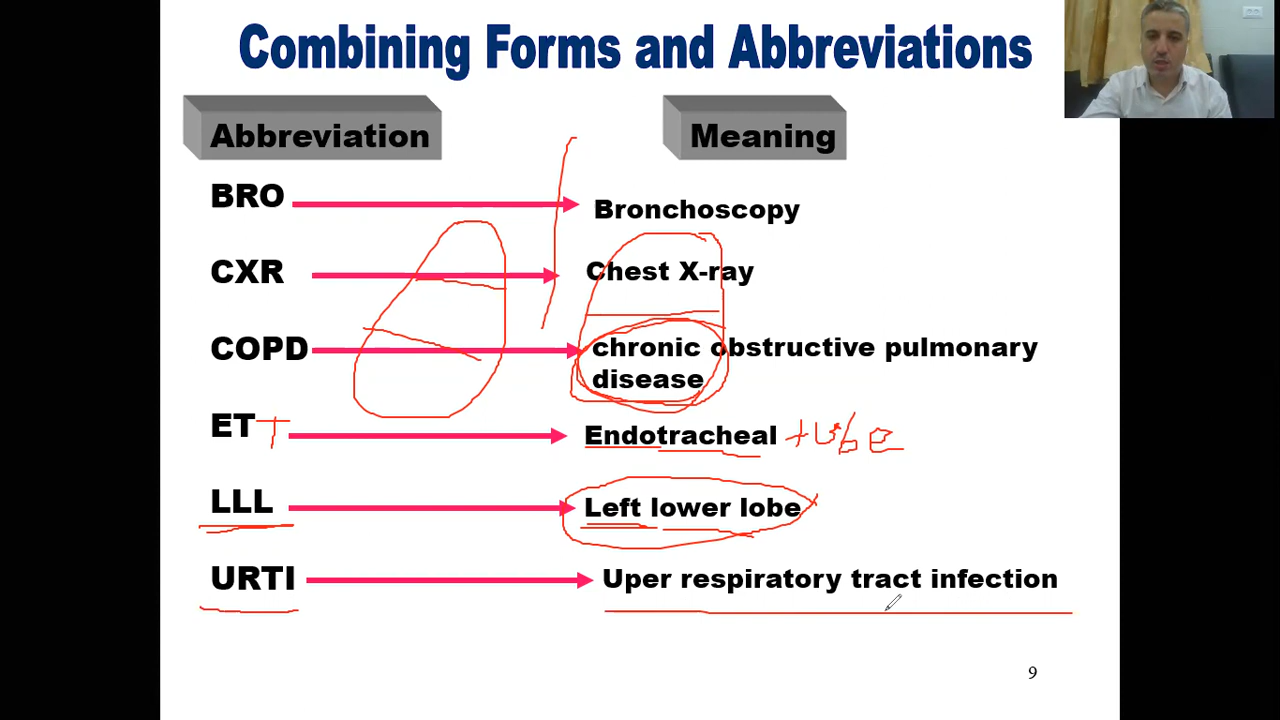 Combining Forms and Abbreviations
Abbreviation Meaning
BRO Bronchoscopy
CXR Chest X-ray
COPD chronic obstructive pulmonary
disease
ETT Endotracheal tube
LLL Left lower lobe
URTI Uper respiratory tract infection
9